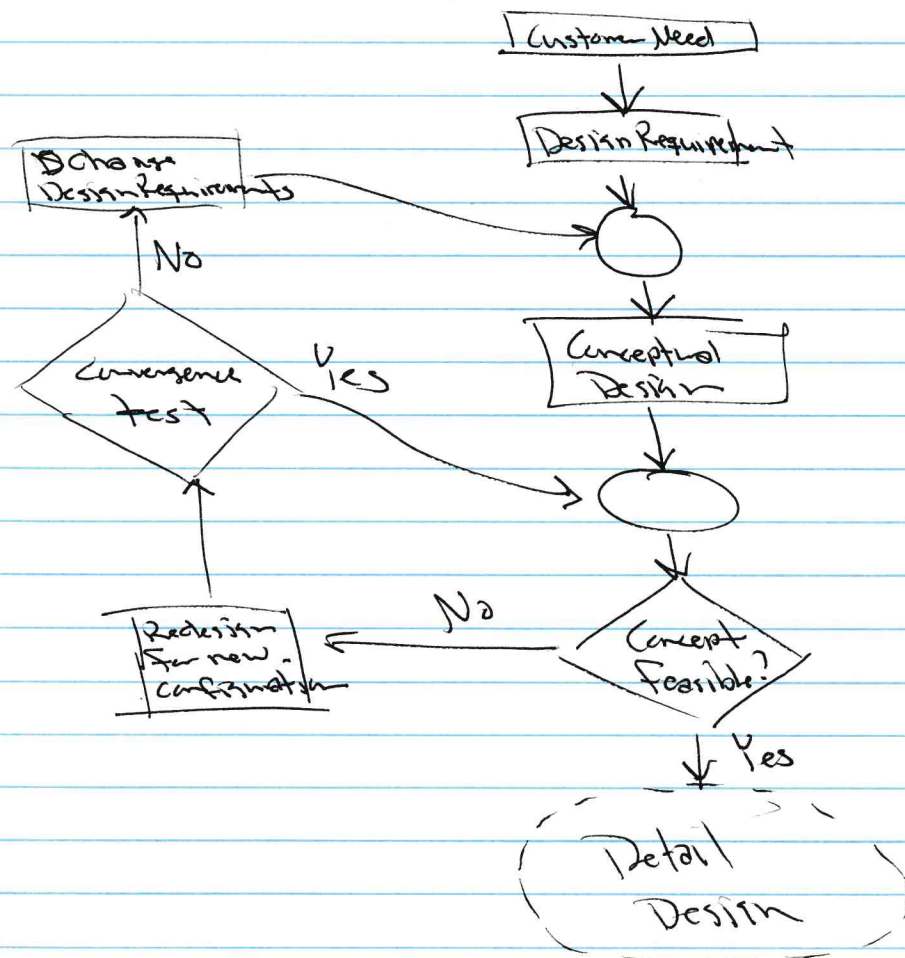 Customer Need
Design Requirement
Change
Design Requirements
No
Conceptual
Design
Convergence
test
Yes
No
Concept
Feasible?
Redesign
for new
Yes
Detail
Design